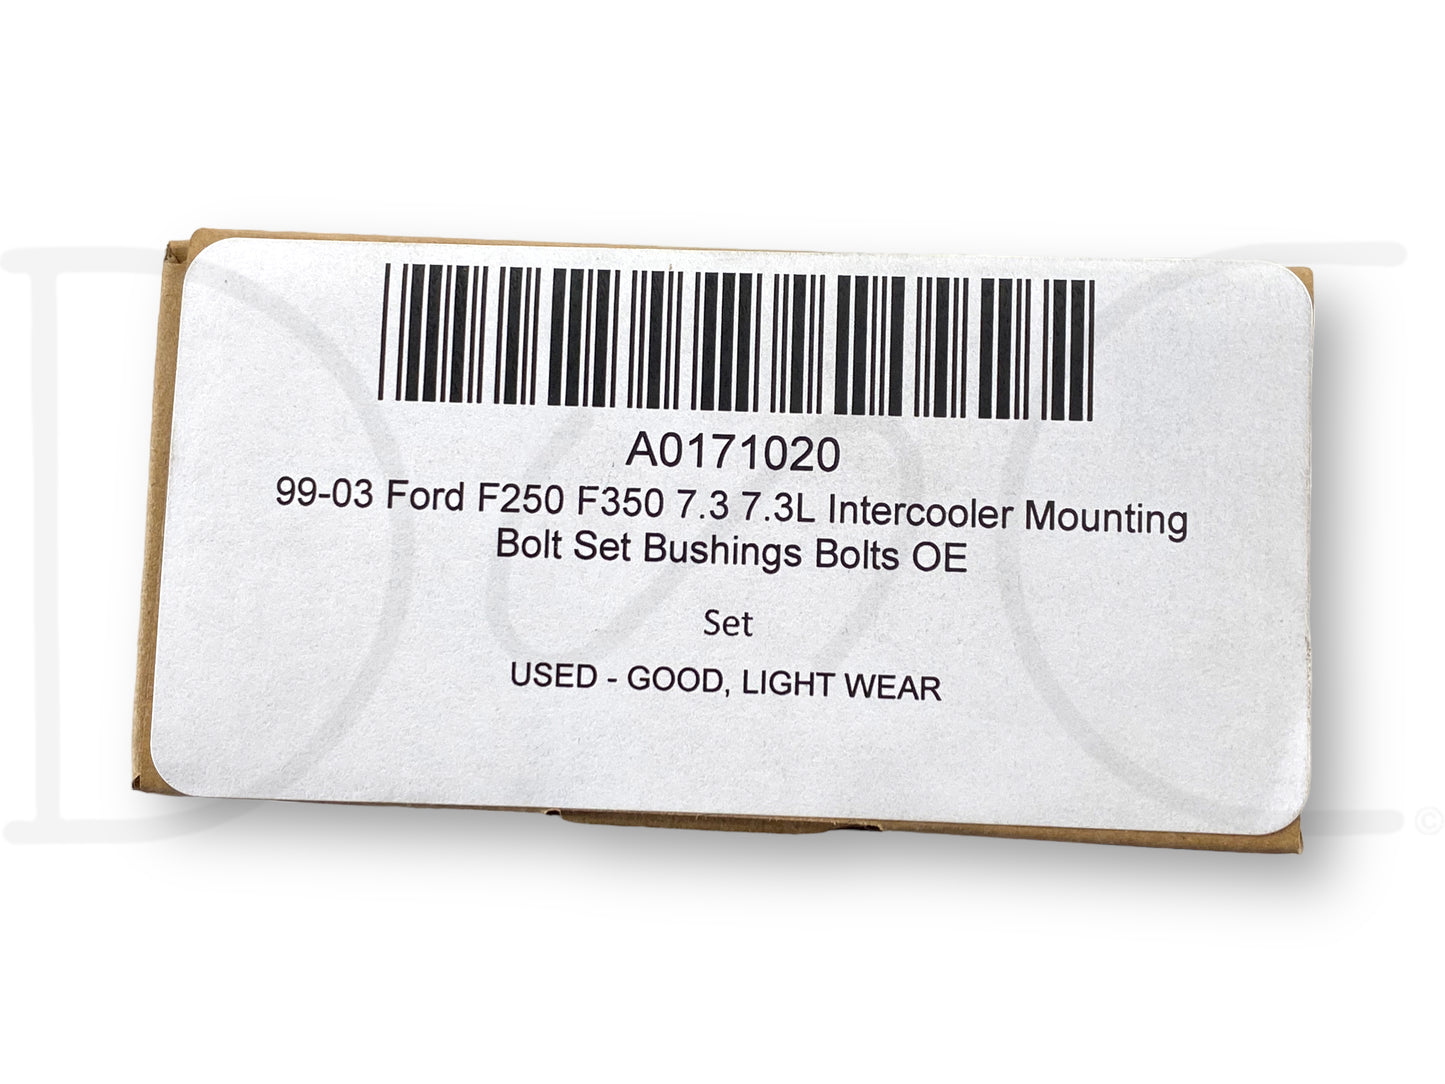 A0171020
99-03 Ford F250 F350 7.3 7.3L Intercooler Mounting
Bolt Set Bushings Bolts OE
Set
USED - GOOD, LIGHT WEAR
©